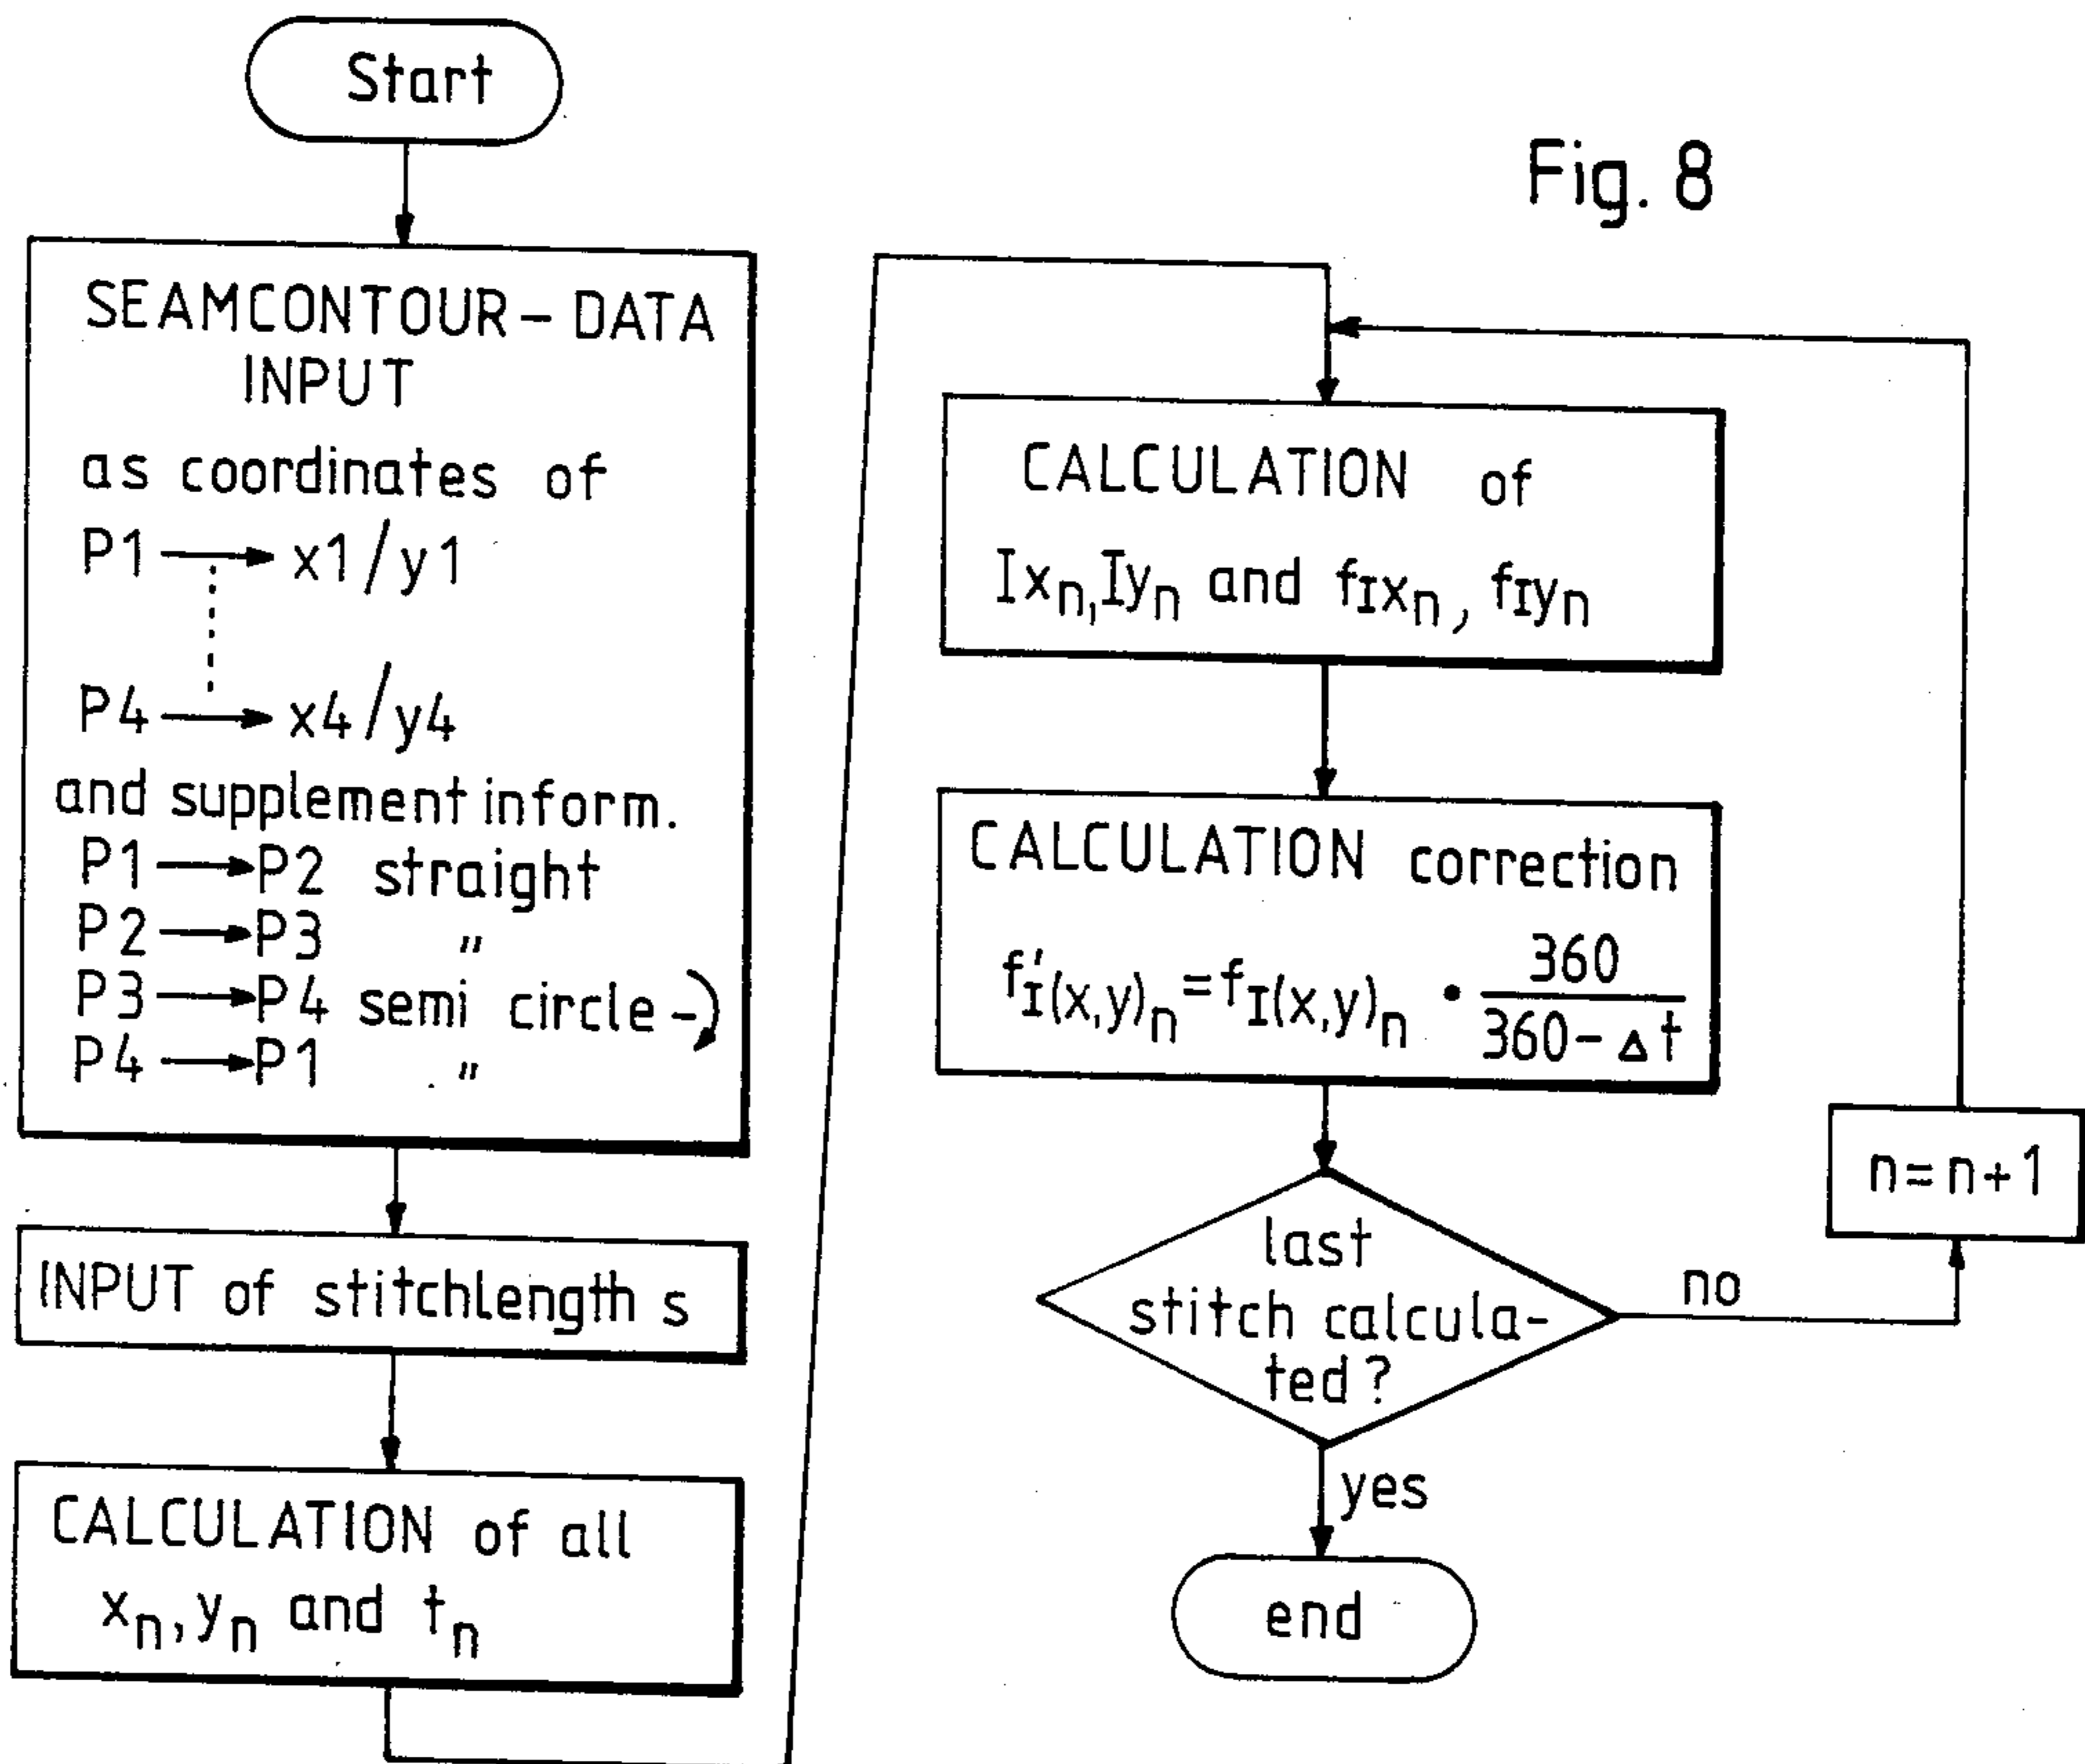 Start
Fig. 8
SEAMCONTOUR – DATA
INPUT
as coordinates of
P1 → x1/y1
P4 → x4/y4
and supplement inform.
P1 → P2 straight
P2 → P3 "
P3 → P4 semi circle -
P4 → P1 "
INPUT of stitchlength s
CALCULATION of all
xₙ, yₙ and tₙ
CALCULATION of
Ixₙ, Iyₙ and fIxₙ, fIyₙ
CALCULATION correction
f'I(x,y)ₙ = fI(x,y)ₙ • 360
360 - Δt
last
stitch calcula-
ted?
no
n=n+1
yes
end